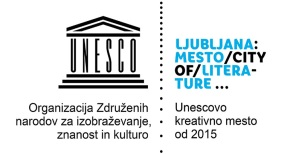 UNESCO
Organizacija Združenih
narodov za izobraževanje,
znanost in kulturo
LJUBLJANA:
MESTO/CITY
OF/LITERA-
TURE ...
Unescovo
kreativno mesto
od 2015